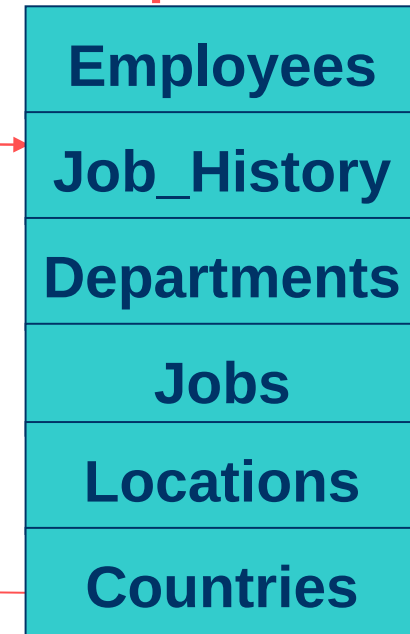 Employees
Job_History
Departments
Jobs
Locations
Countries